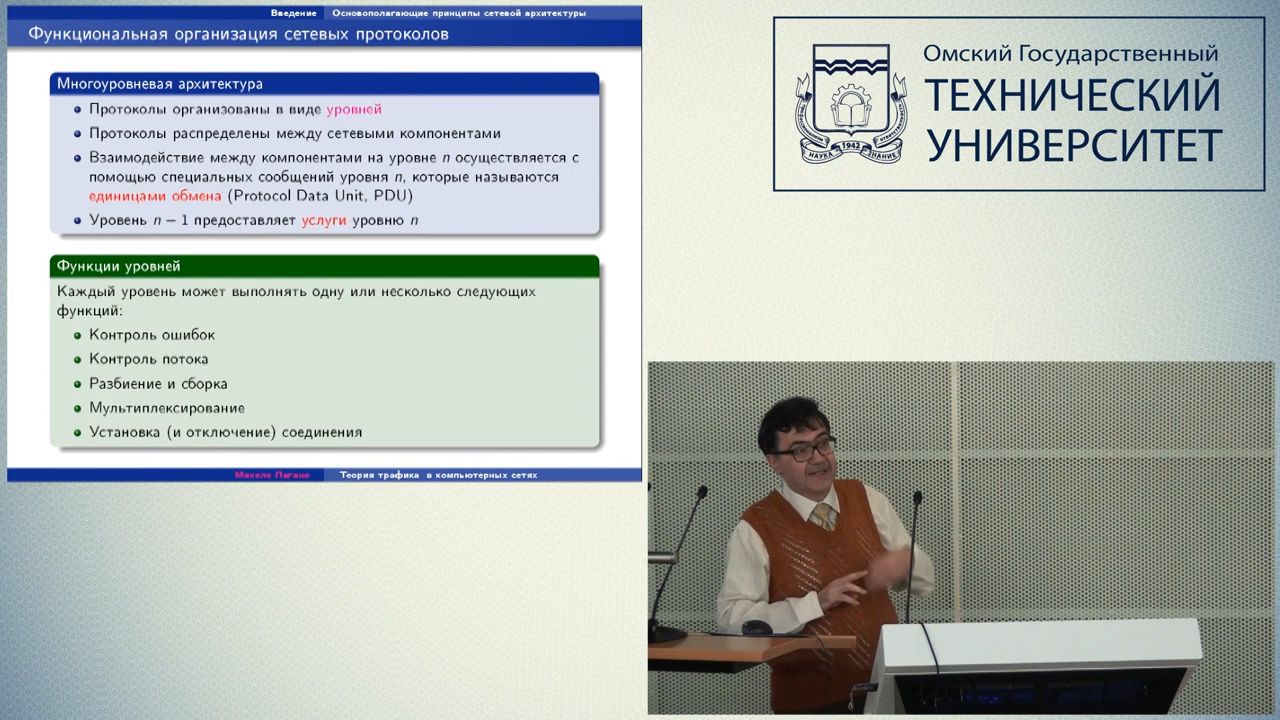 Введение Основополагающие принципы сетевой архитектуры
Функциональная организация сетевых протоколов
Многоуровневая архитектура
Протоколы организованы в виде уровней
Протоколы распределены между сетевыми компонентами
Взаимодействие между компонентами на уровне n осуществляется с
помощью специальных сообщений уровня n, которые называются
единицами обмена (Protocol Data Unit, PDU)
Уровень n − 1 предоставляет услуги уровню n
Функции уровней
Каждый уровень может выполнять одну или несколько следующих
функций:
Контроль ошибок
Контроль потока
Разбиение и сборка
Мультиплексирование
Установка (и отключение) соединения
Микеле Пагано Теория трафика в компьютерных сетях
Омский Государственный
ТЕХНИЧЕСКИЙ
УНИВЕРСИТЕТ
НАУКА 1942 ЗНАНИЕ